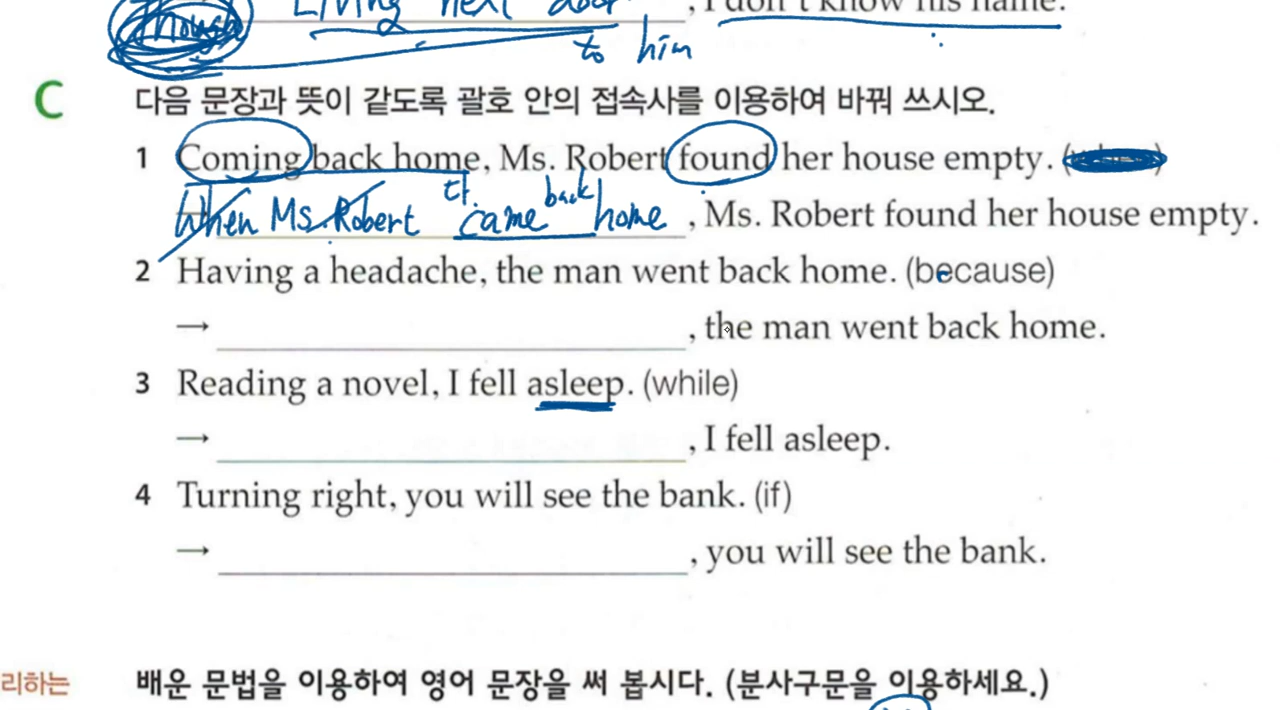 Though Living next door, I don't know his name.
to him
C 다음 문장과 뜻이 같도록 괄호 안의 접속사를 이용하여 바꿔 쓰시오.
1 Coming back home, Ms. Robert found her house empty.
When Ms. Robert came back home, Ms. Robert found her house empty.
2 Having a headache, the man went back home. (because)
→ , the man went back home.
3 Reading a novel, I fell asleep. (while)
→ , I fell asleep.
4 Turning right, you will see the bank. (if)
→ , you will see the bank.
리하는 배운 문법을 이용하여 영어 문장을 써 봅시다. (분사구문을 이용하세요.)